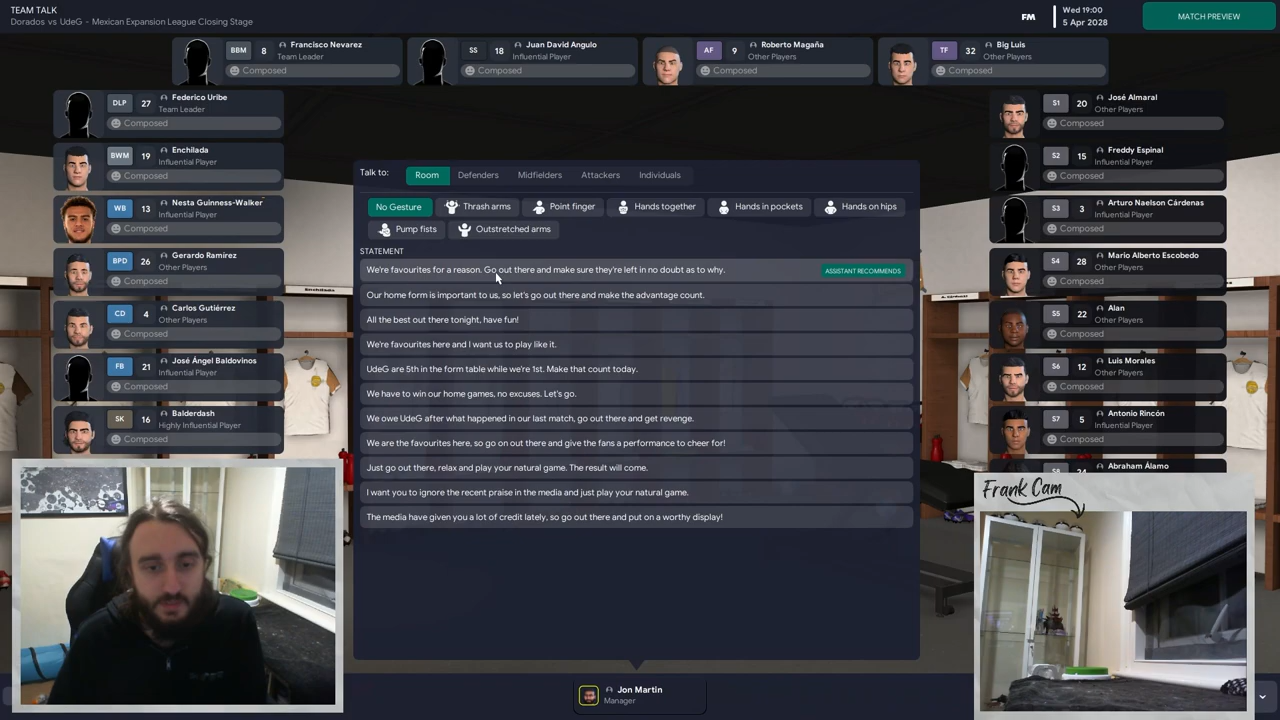 TEAM TALK
Dorados vs UdeG - Mexican Expansion League Closing Stage
FM
Wed 19:00
5 Apr 2028
MATCH PREVIEW
BBM 8 Francisco Nevarez
Team Leader
Composed
SS 18 Juan David Angulo
Influential Player
Composed
AF 9 Roberto Magaña
Other Players
Composed
TF 32 Big Luis
Other Players
Composed
DLP 27 Federico Uribe
Team Leader
Composed
BWM 19 Enchilada
Influential Player
Composed
WB 13 Nesta Guinness-Walker
Influential Player
Composed
BPD 26 Gerardo Ramírez
Other Players
Composed
CD 4 Carlos Gutiérrez
Other Players
Composed
FB 21 José Ángel Baldovinos
Influential Player
Composed
SK 16 Balderdash
Highly Influential Player
Composed
Talk to: Room Defenders Midfielders Attackers Individuals
No Gesture Thrash arms Point finger Hands together Hands in pockets Hands on hips
Pump fists Outstretched arms
STATEMENT
We're favourites for a reason. Go out there and make sure they're left in no doubt as to why. ASSISTANT RECOMMENDS
Our home form is important to us, so let's go out there and make the advantage count.
All the best out there tonight, have fun!
We're favourites here and I want us to play like it.
UdeG are 5th in the form table while we're 1st. Make that count today.
We have to win our home games, no excuses. Let's go.
We owe UdeG after what happened in our last match, go out there and get revenge.
We are the favourites here, so go on out there and give the fans a performance to cheer for!
Just go out there, relax and play your natural game. The result will come.
I want you to ignore the recent praise in the media and just play your natural game.
The media have given you a lot of credit lately, so go out there and put on a worthy display!
S1 20 José Almaral
Other Players
Composed
S2 15 Freddy Espinal
Influential Player
Composed
S3 3 Arturo Naelson Cárdenas
Influential Player
Composed
S4 28 Mario Alberto Escobedo
Other Players
Composed
S5 22 Alan
Other Players
Composed
S6 12 Luis Morales
Other Players
Composed
S7 5 Antonio Rincón
Influential Player
Composed
Abraham Álamo
Enchilada
Frank Cam
Jon Martin
Manager